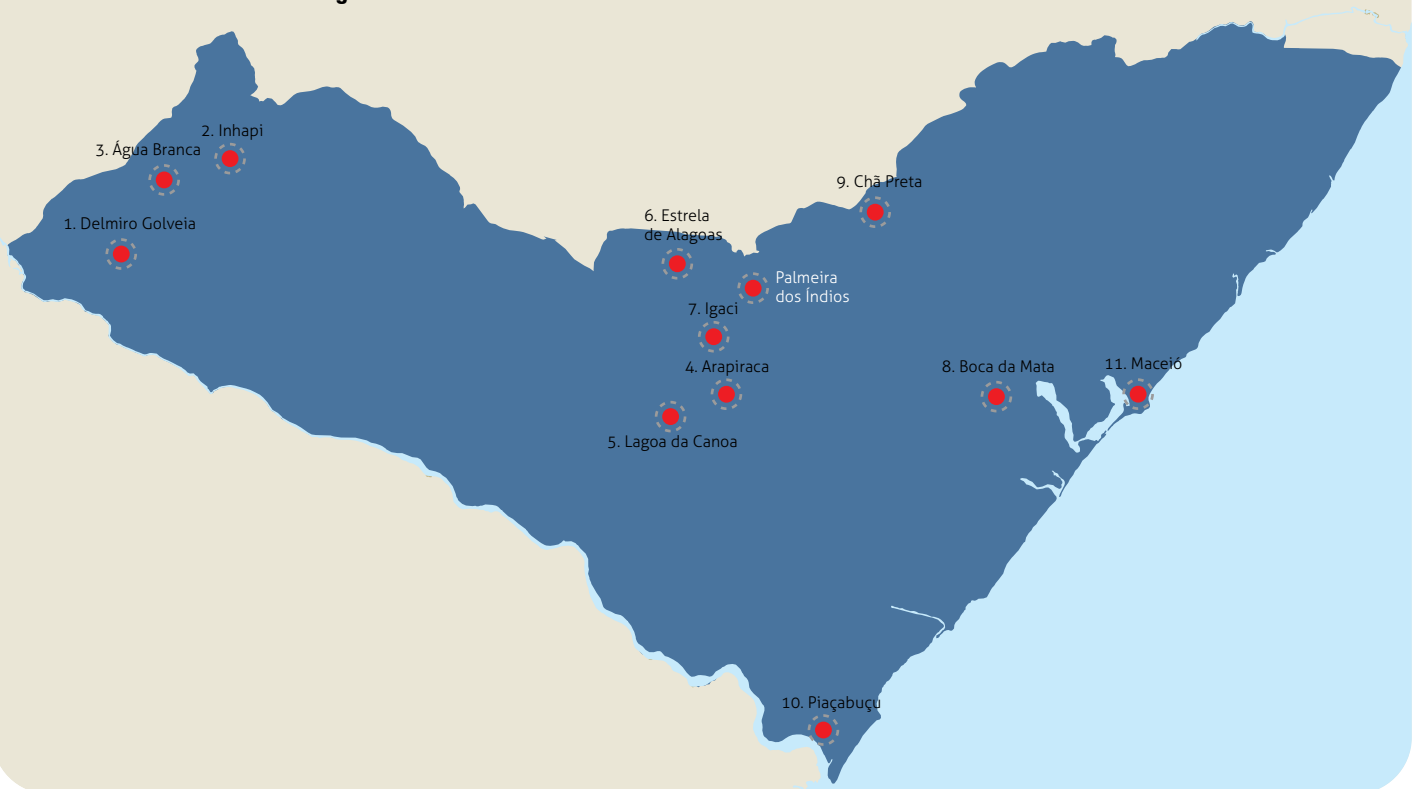 2. Inhapi
3. Água Branca
1. Delmiro Golveia
9. Chã Preta
6. Estrela
de Alagoas
Palmeira
dos Índios
7. Igaci
4. Arapiraca
8. Boca da Mata
11. Maceió
5. Lagoa da Canoa
10. Piaçabuçu